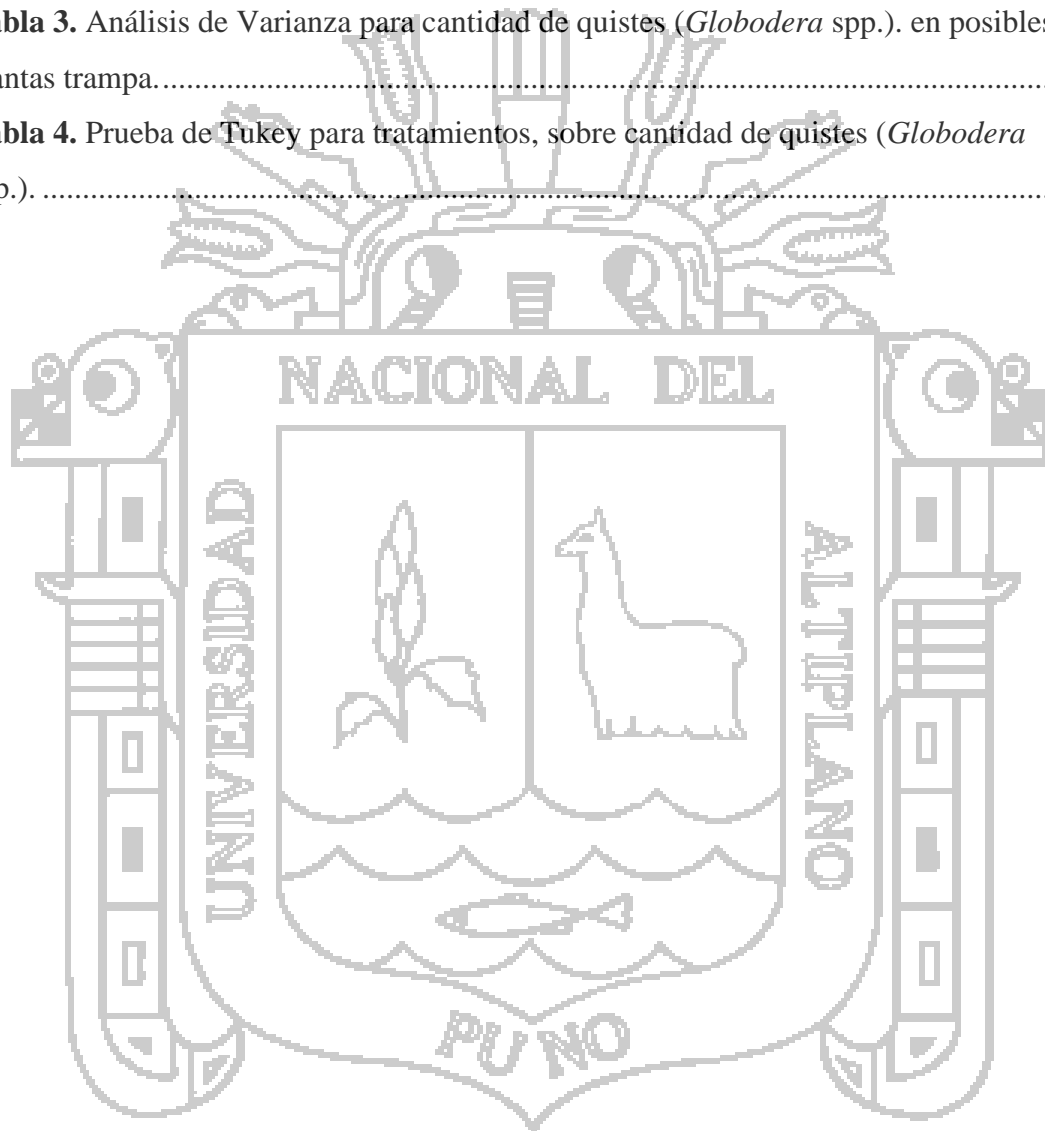 abla 3. Análisis de Varianza para cantidad de quistes (Globodera spp.). en posibles
antas trampa.......................................................................................................................
abla 4. Prueba de Tukey para tratamientos, sobre cantidad de quistes (Globodera
p.). .......................................................................................................................................
NACIONAL DEL
UNIVERSIDAD
ALTIPLANO
PUNO